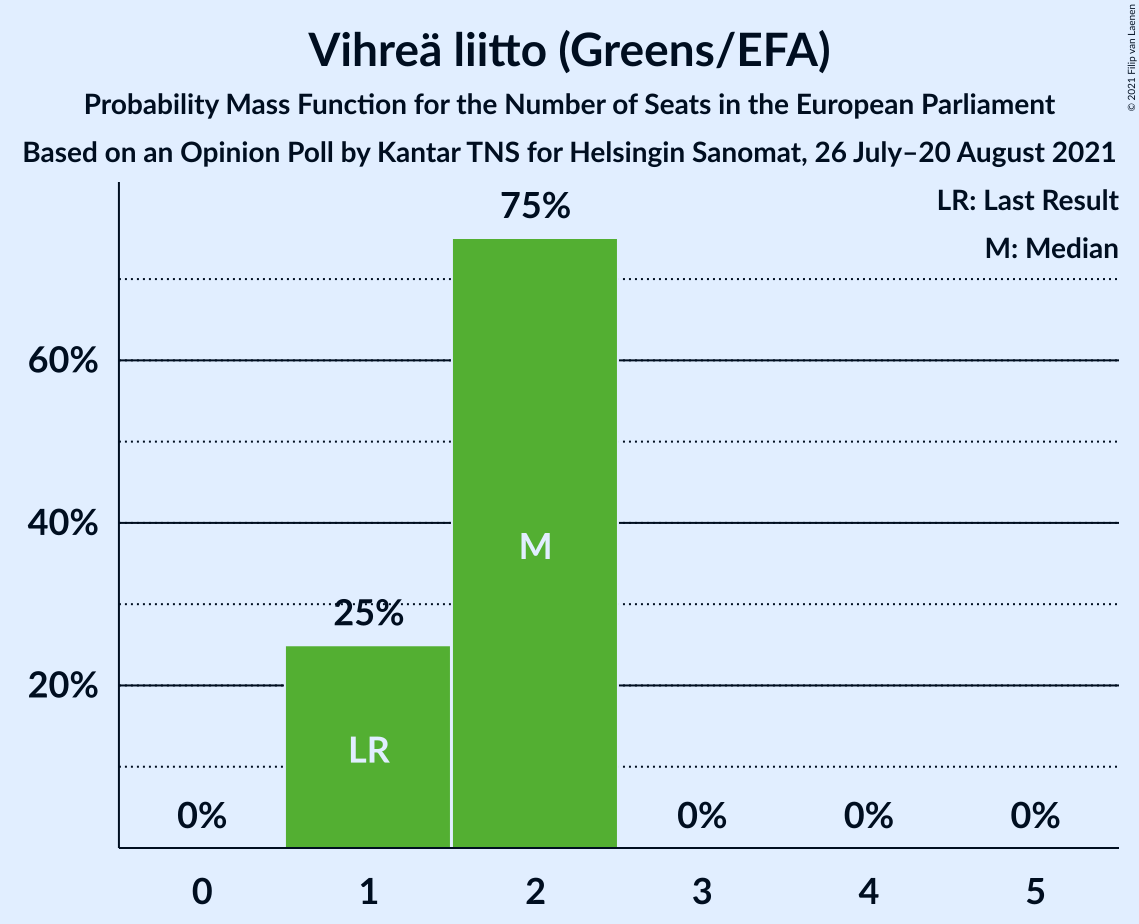 Vihreä liitto (Greens/EFA)
Probability Mass Function for the Number of Seats in the European Parliament
Based on an Opinion Poll by Kantar TNS for Helsingin Sanomat, 26 July–20 August 2021
© 2021 Filip van Laenen
LR: Last Result
M: Median
75%
60%
40%
M
25%
20%
LR
0%
0%
0%
0%
0 1 2 3 4 5